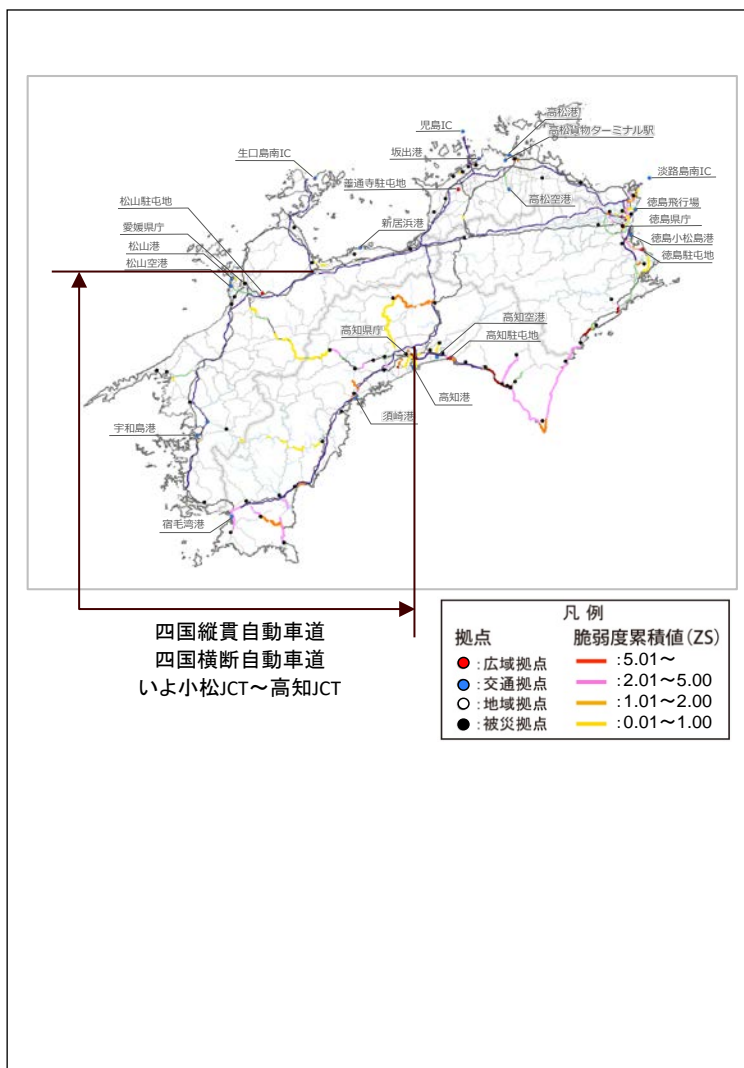 児島IC
高松港
高松貨物ターミナル駅
坂出港
生口島南IC
善通寺駐屯地
淡路島南IC
松山駐屯地
高松空港
徳島飛行場
愛媛県庁
新居浜港
徳島県庁
松山港
徳島小松島港
松山空港
徳島駐屯地
高知空港
高知県庁
高知駐屯地
高知港
須崎港
宇和島港
宿毛湾港
四国縦貫自動車道
四国横断自動車道
いよ小松JCT～高知JCT
凡 例
拠点 脆弱度累積値(ZS)
:広域拠点 :5.01～
:交通拠点 :2.01～5.00
:地域拠点 :1.01～2.00
:被災拠点 :0.01～1.00